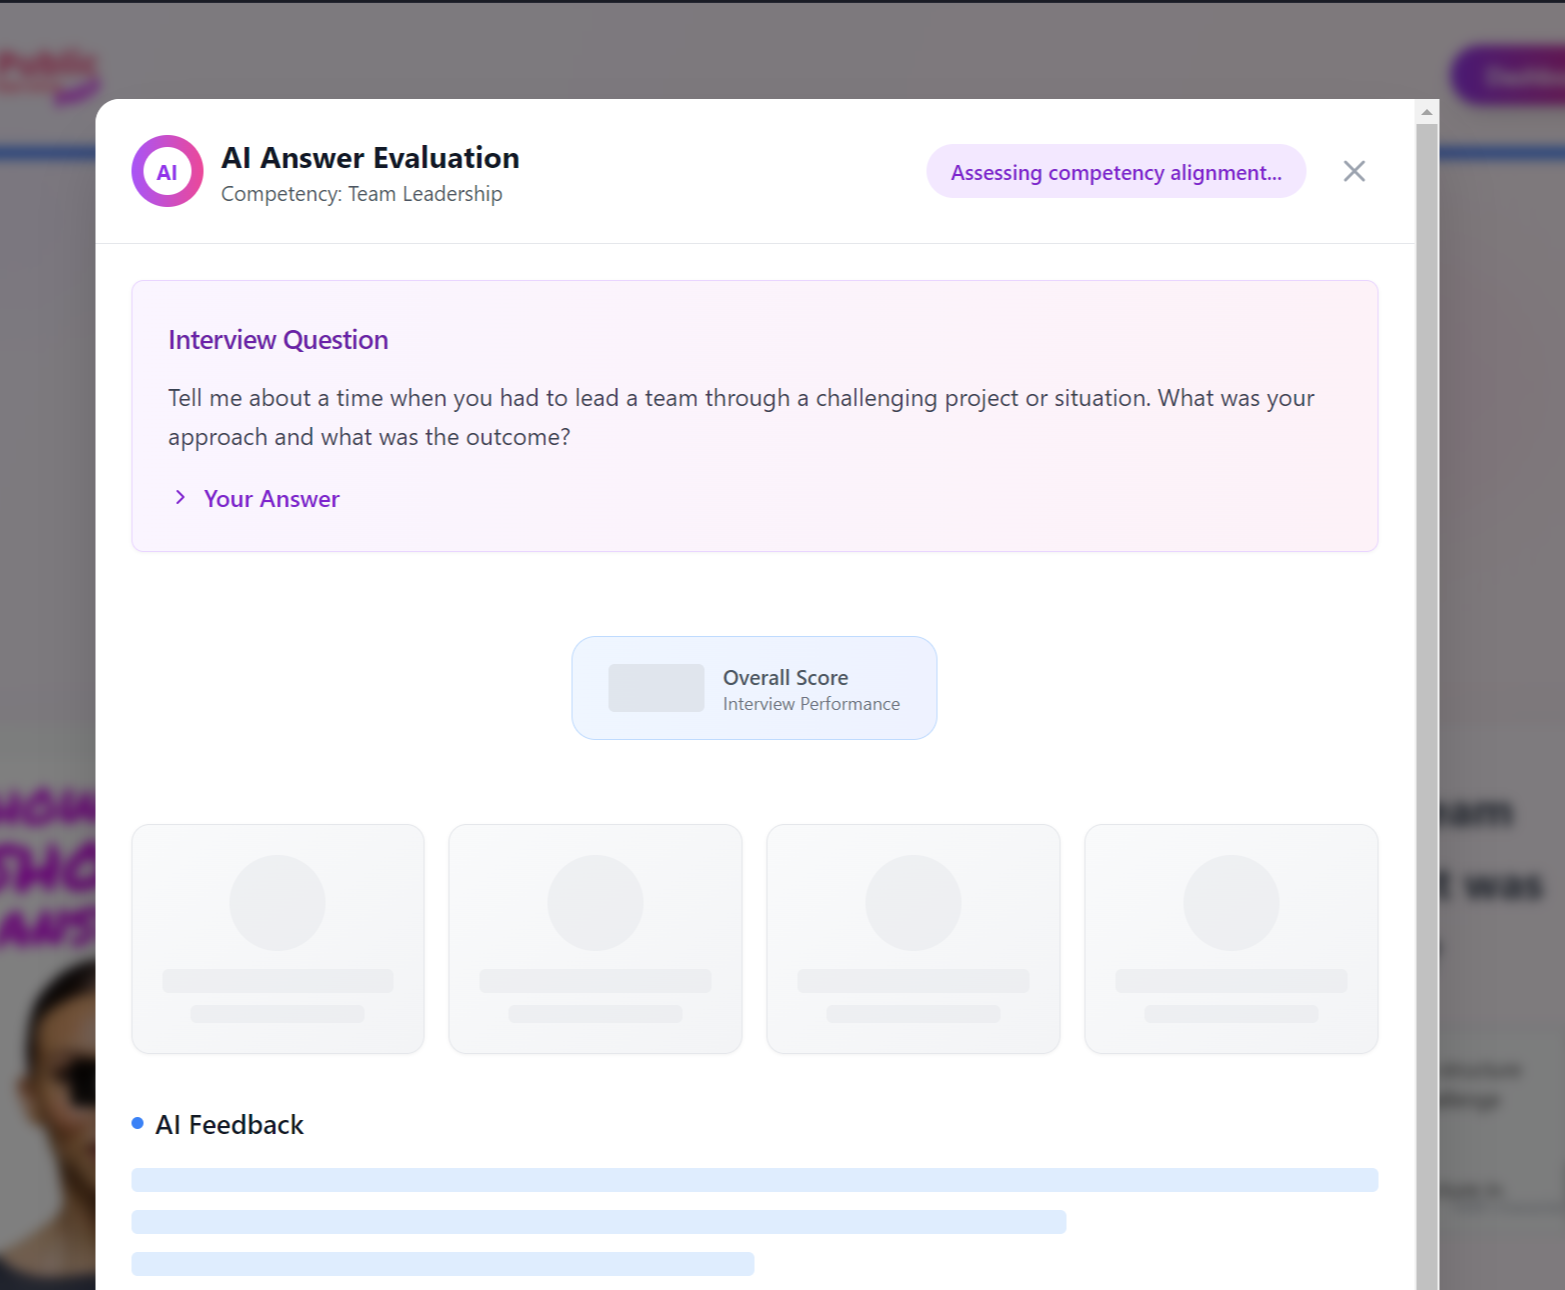 Public
AI
AI Answer Evaluation
Competency: Team Leadership
Assessing competency alignment...
Interview Question
Tell me about a time when you had to lead a team through a challenging project or situation. What was your
approach and what was the outcome?
Your Answer
Overall Score
Interview Performance
was
AI Feedback